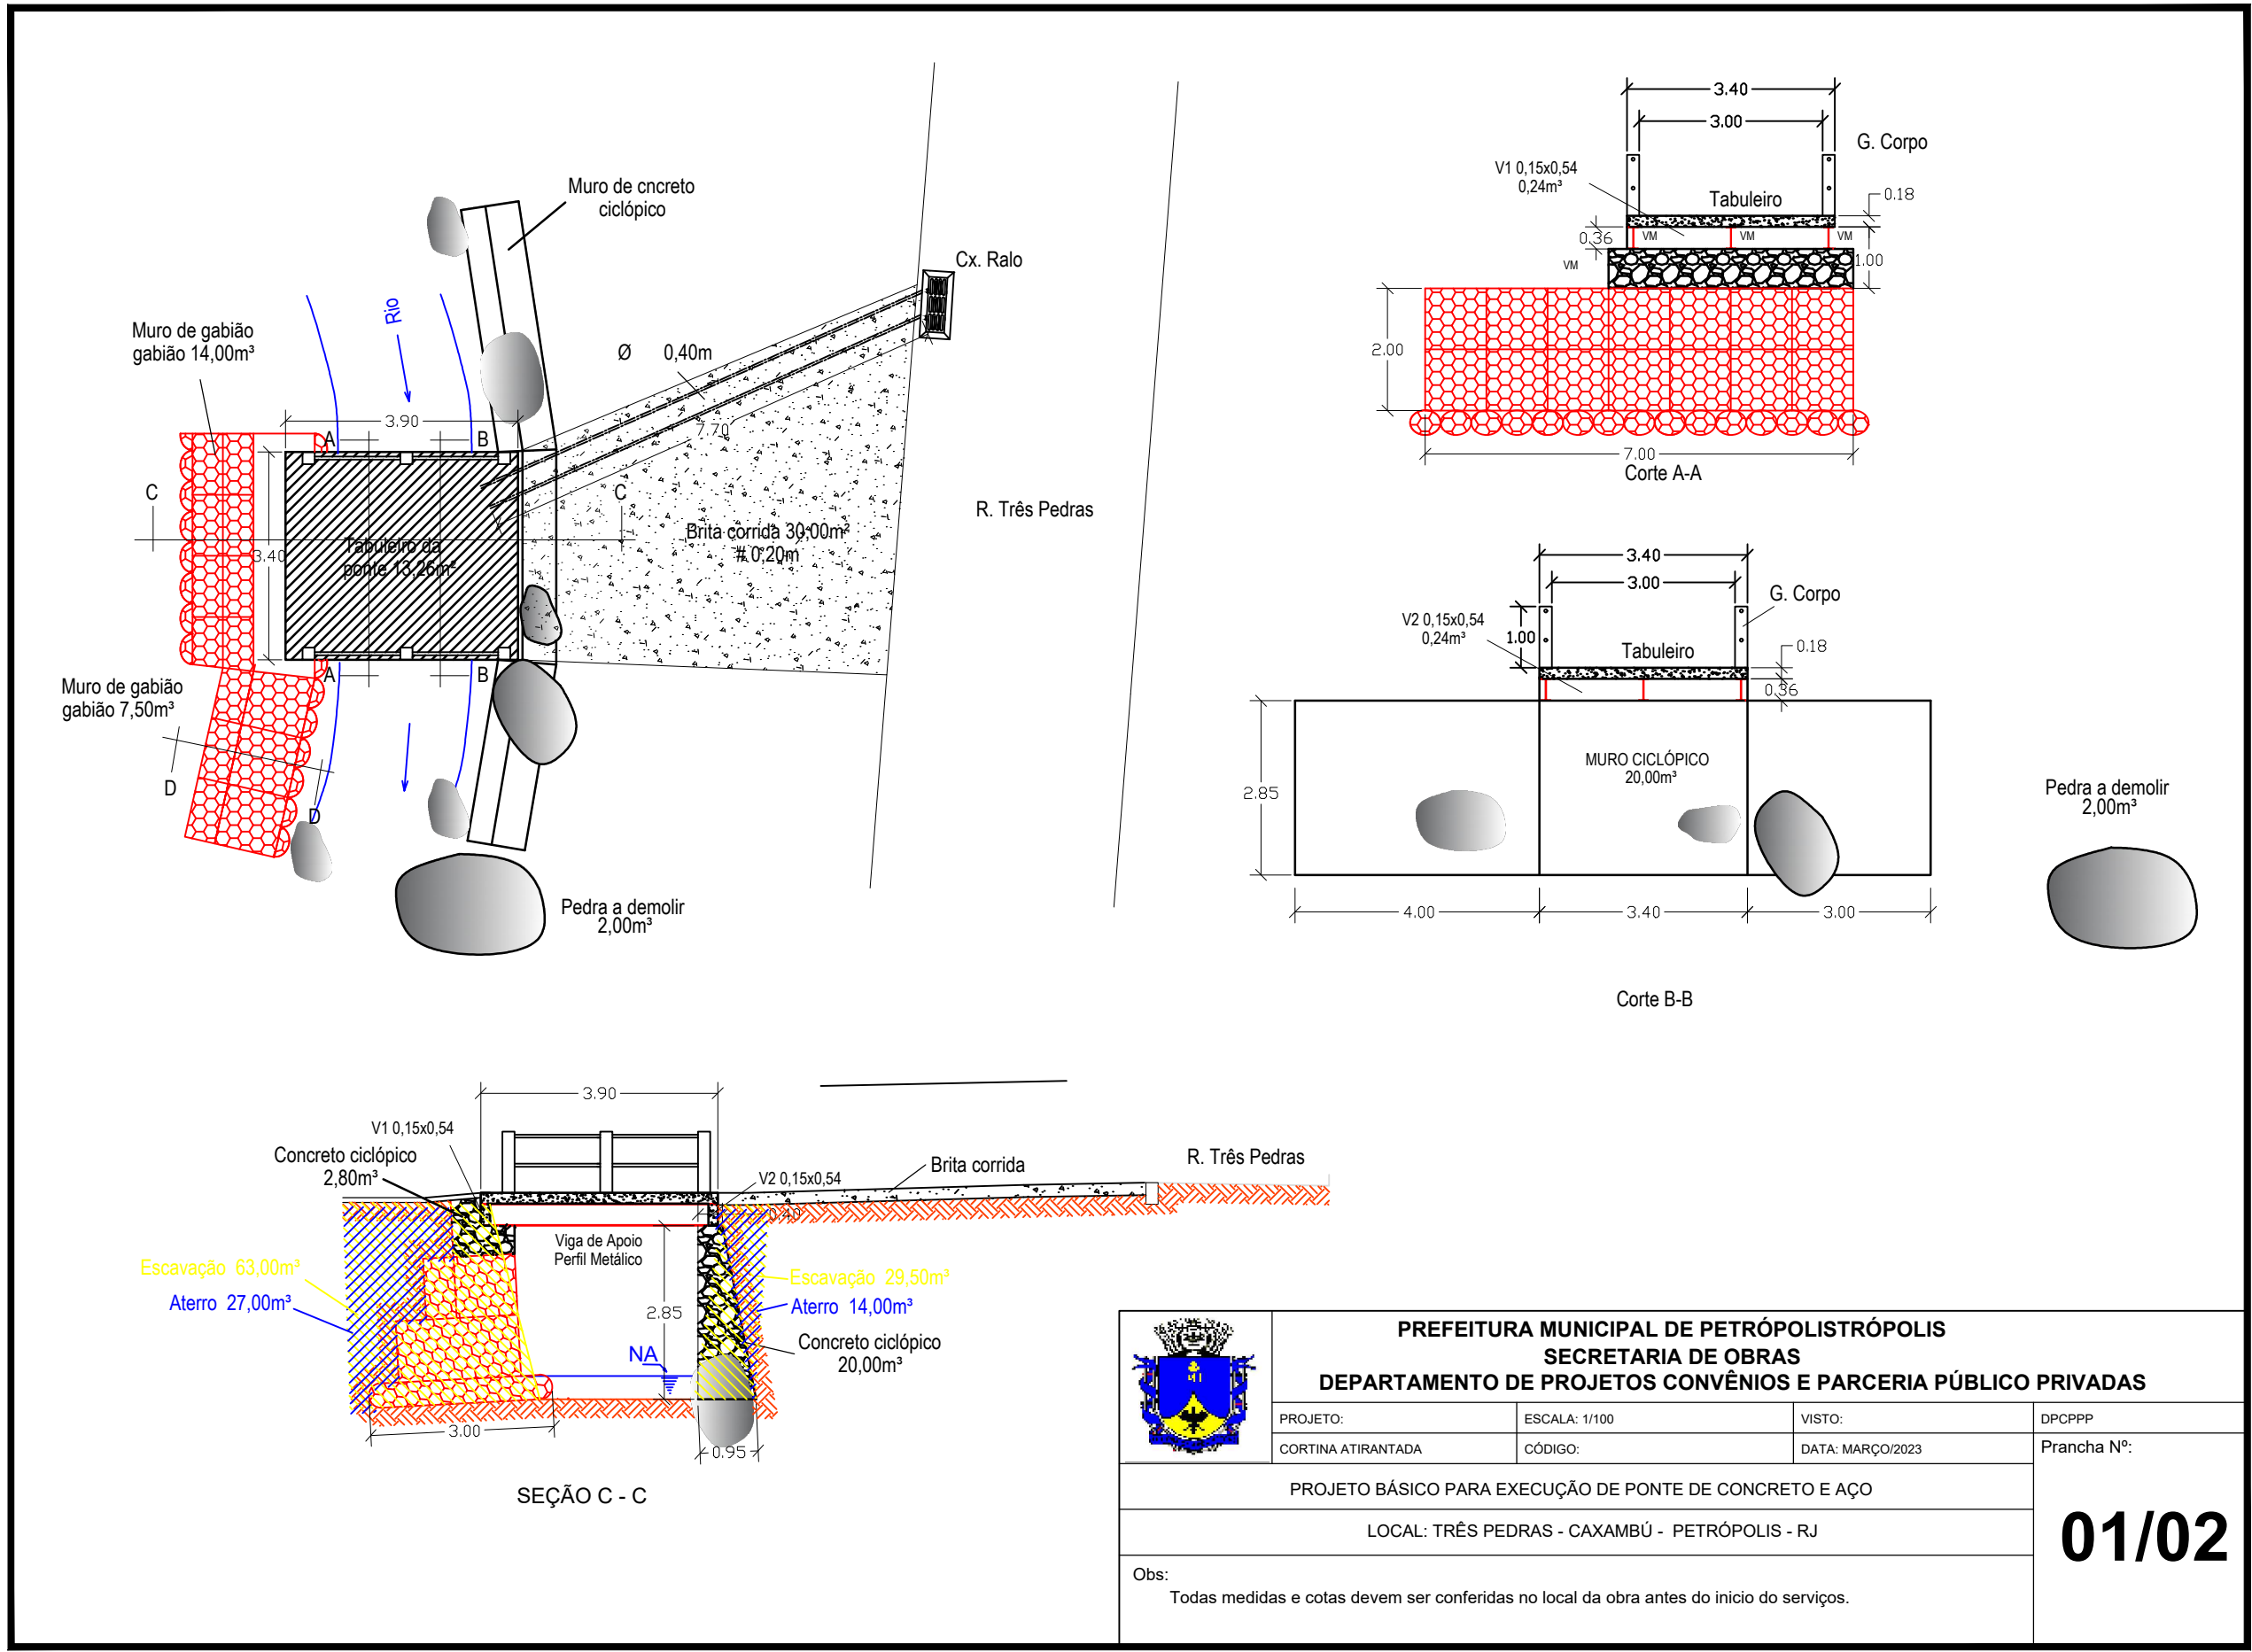 Muro de cncreto
ciclópico
Cx. Ralo
Rio
Muro de gabião
gabião 14,00m³
Ø 0,40m
3.90
7.70
A
B
C
C
3.40
Tabuleiro da
ponte 13,26m²
Brita corrida 30,00m²
# 0,20m
R. Três Pedras
A
B
Muro de gabião
gabião 7,50m³
D
D
Pedra a demolir
2,00m³
3.40
3.00
G. Corpo
V1 0,15x0,54
0,24m³
Tabuleiro
0.18
0.36
VM
VM
VM
VM
1.00
2.00
7.00
Corte A-A
3.40
3.00
G. Corpo
V2 0,15x0,54
0,24m³
1.00
Tabuleiro
0.18
0.36
MURO CICLÓPICO
20,00m³
2.85
4.00
3.40
3.00
Pedra a demolir
2,00m³
Corte B-B
3.90
V1 0,15x0,54
Concreto ciclópico
2,80m³
V2 0,15x0,54
Brita corrida
R. Três Pedras
0.40
Viga de Apoio
Perfil Metálico
Escavação 63,00m³
Aterro 27,00m³
Escavação 29,50m³
Aterro 14,00m³
2.85
NA
Concreto ciclópico
20,00m³
3.00
0.95
SEÇÃO C - C
PREFEITURA MUNICIPAL DE PETRÓPOLISTRÓPOLIS
SECRETARIA DE OBRAS
DEPARTAMENTO DE PROJETOS CONVÊNIOS E PARCERIA PÚBLICO PRIVADAS
PROJETO:
ESCALA: 1/100
VISTO:
DPCPPP
CORTINA ATIRANTADA
CÓDIGO:
DATA: MARÇO/2023
Prancha Nº:
PROJETO BÁSICO PARA EXECUÇÃO DE PONTE DE CONCRETO E AÇO
LOCAL: TRÊS PEDRAS - CAXAMBÚ - PETRÓPOLIS - RJ
01/02
Obs:
Todas medidas e cotas devem ser conferidas no local da obra antes do inicio do serviços.